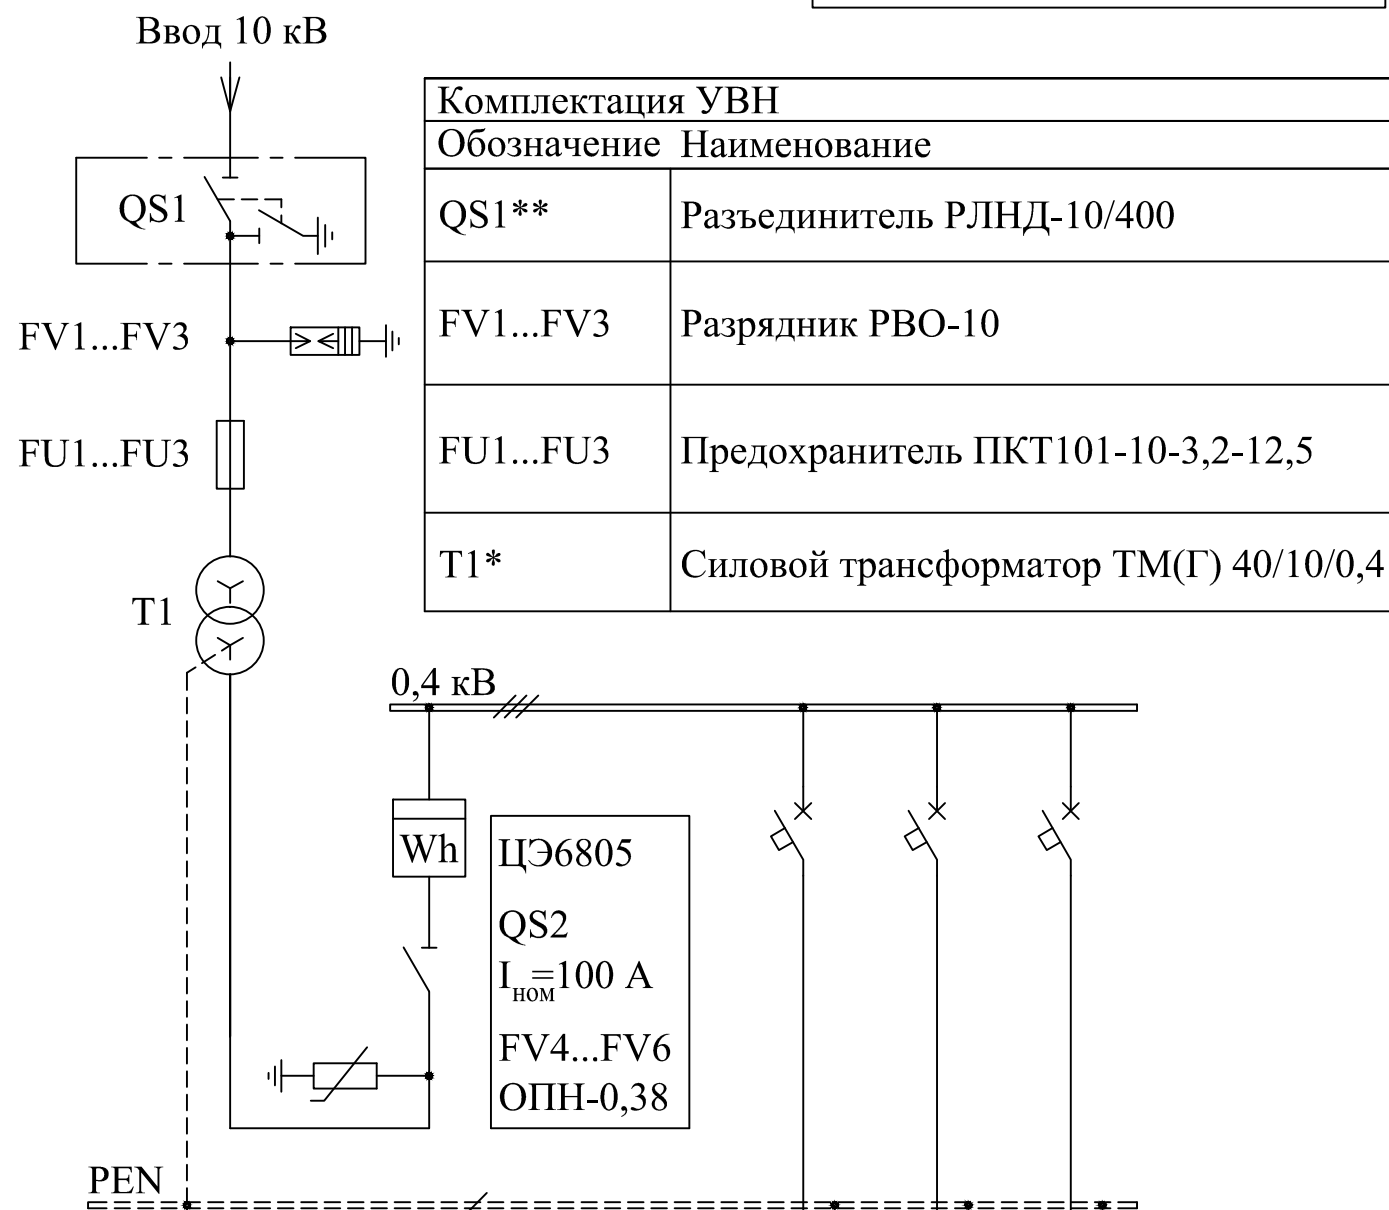 Ввод 10 кВ
Комплектация УВН
Обозначение Наименование
QS1
QS1** Разъединитель РЛНД-10/400
FV1...FV3
FV1...FV3 Разрядник РВО-10
FU1...FU3
FU1...FU3 Предохранитель ПКТ101-10-3,2-12,5
T1* Силовой трансформатор ТМ(Г) 40/10/0,4
T1
0,4 кВ
Wh
ЦЭ6805
QS2
Iном=100 А
FV4...FV6
ОПН-0,38
PEN